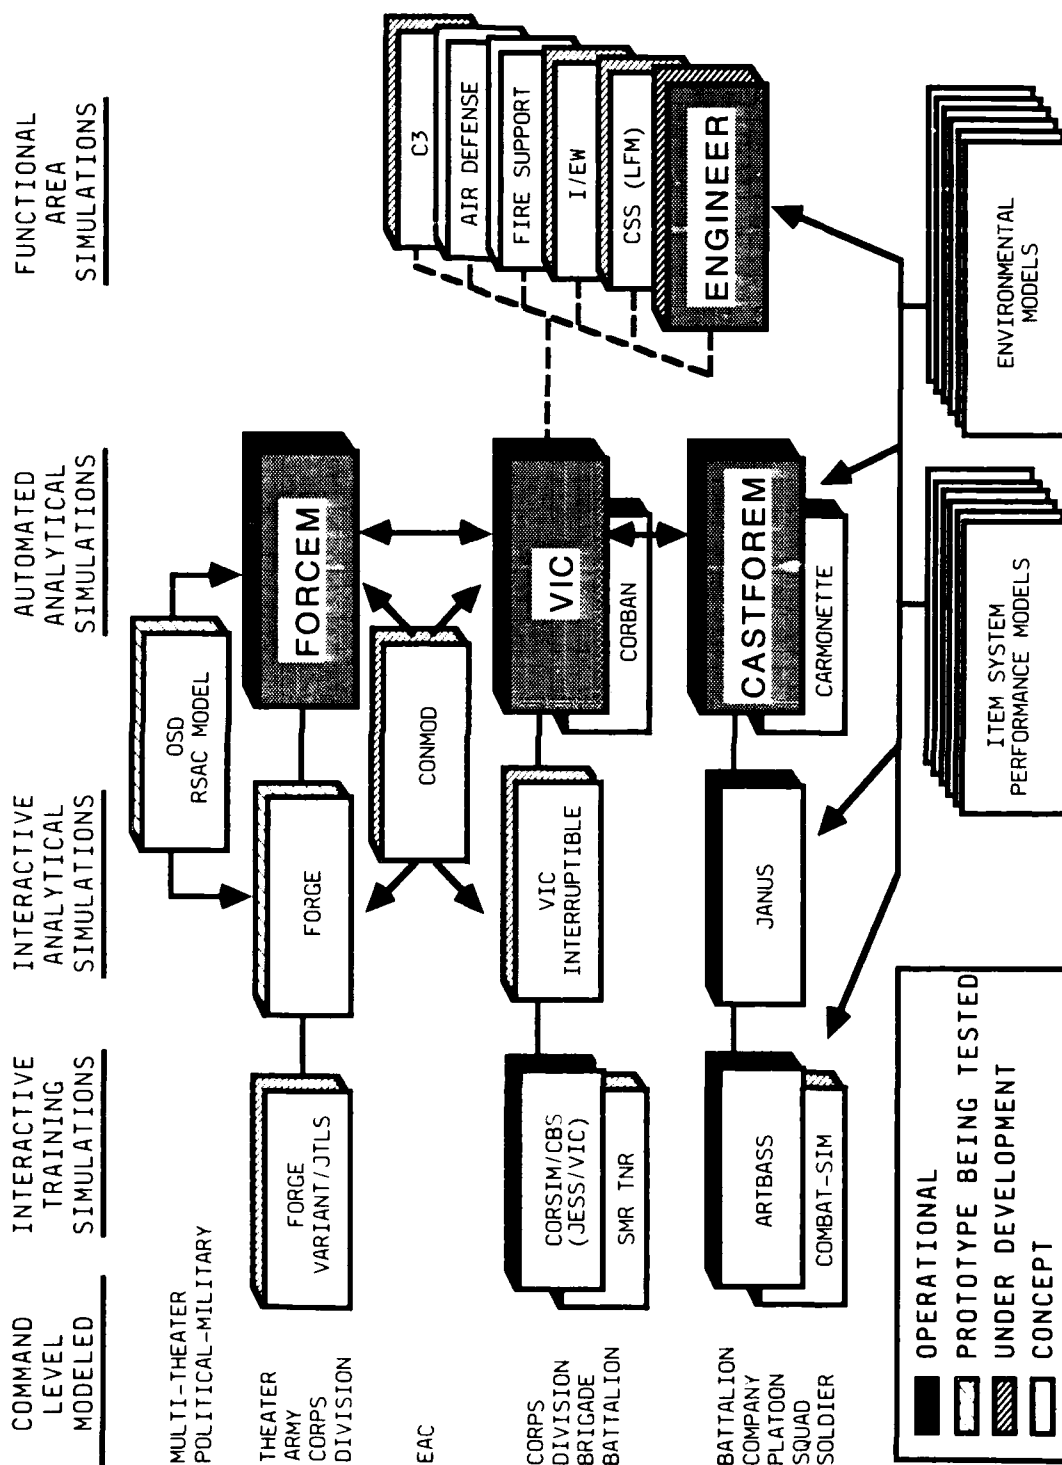 COMMAND
LEVEL
MODELED
INTERACTIVE
TRAINING
SIMULATIONS
INTERACTIVE
ANALYTICAL
SIMULATIONS
AUTOMATED
ANALYTICAL
SIMULATIONS
FUNCTIONAL
AREA
SIMULATIONS
MULTI-THEATER
POLITICAL-MILITARY
OSD
RSAC MODEL
THEATER
ARMY
CORPS
DIVISION
FORGE
VARIANT/JTLS
FORGE
FORCEM
EAC
CONMOD
CORPS
DIVISION
BRIGADE
BATTALION
CORSIM/CBS
(JESS/VIC)
SMR TNR
VIC
INTERRUPTIBLE
VIC
CORBAN
C3
AIR DEFENSE
FIRE SUPPORT
I/EW
CSS (LFM)
ENGINEER
BATTALION
COMPANY
PLATOON
SQUAD
SOLDIER
ARTBASS
COMBAT-SIM
JANUS
CASTFOREM
CARMONETTE
OPERATIONAL
PROTOTYPE BEING TESTED
UNDER DEVELOPMENT
CONCEPT
ITEM SYSTEM
PERFORMANCE MODELS
ENVIRONMENTAL
MODELS